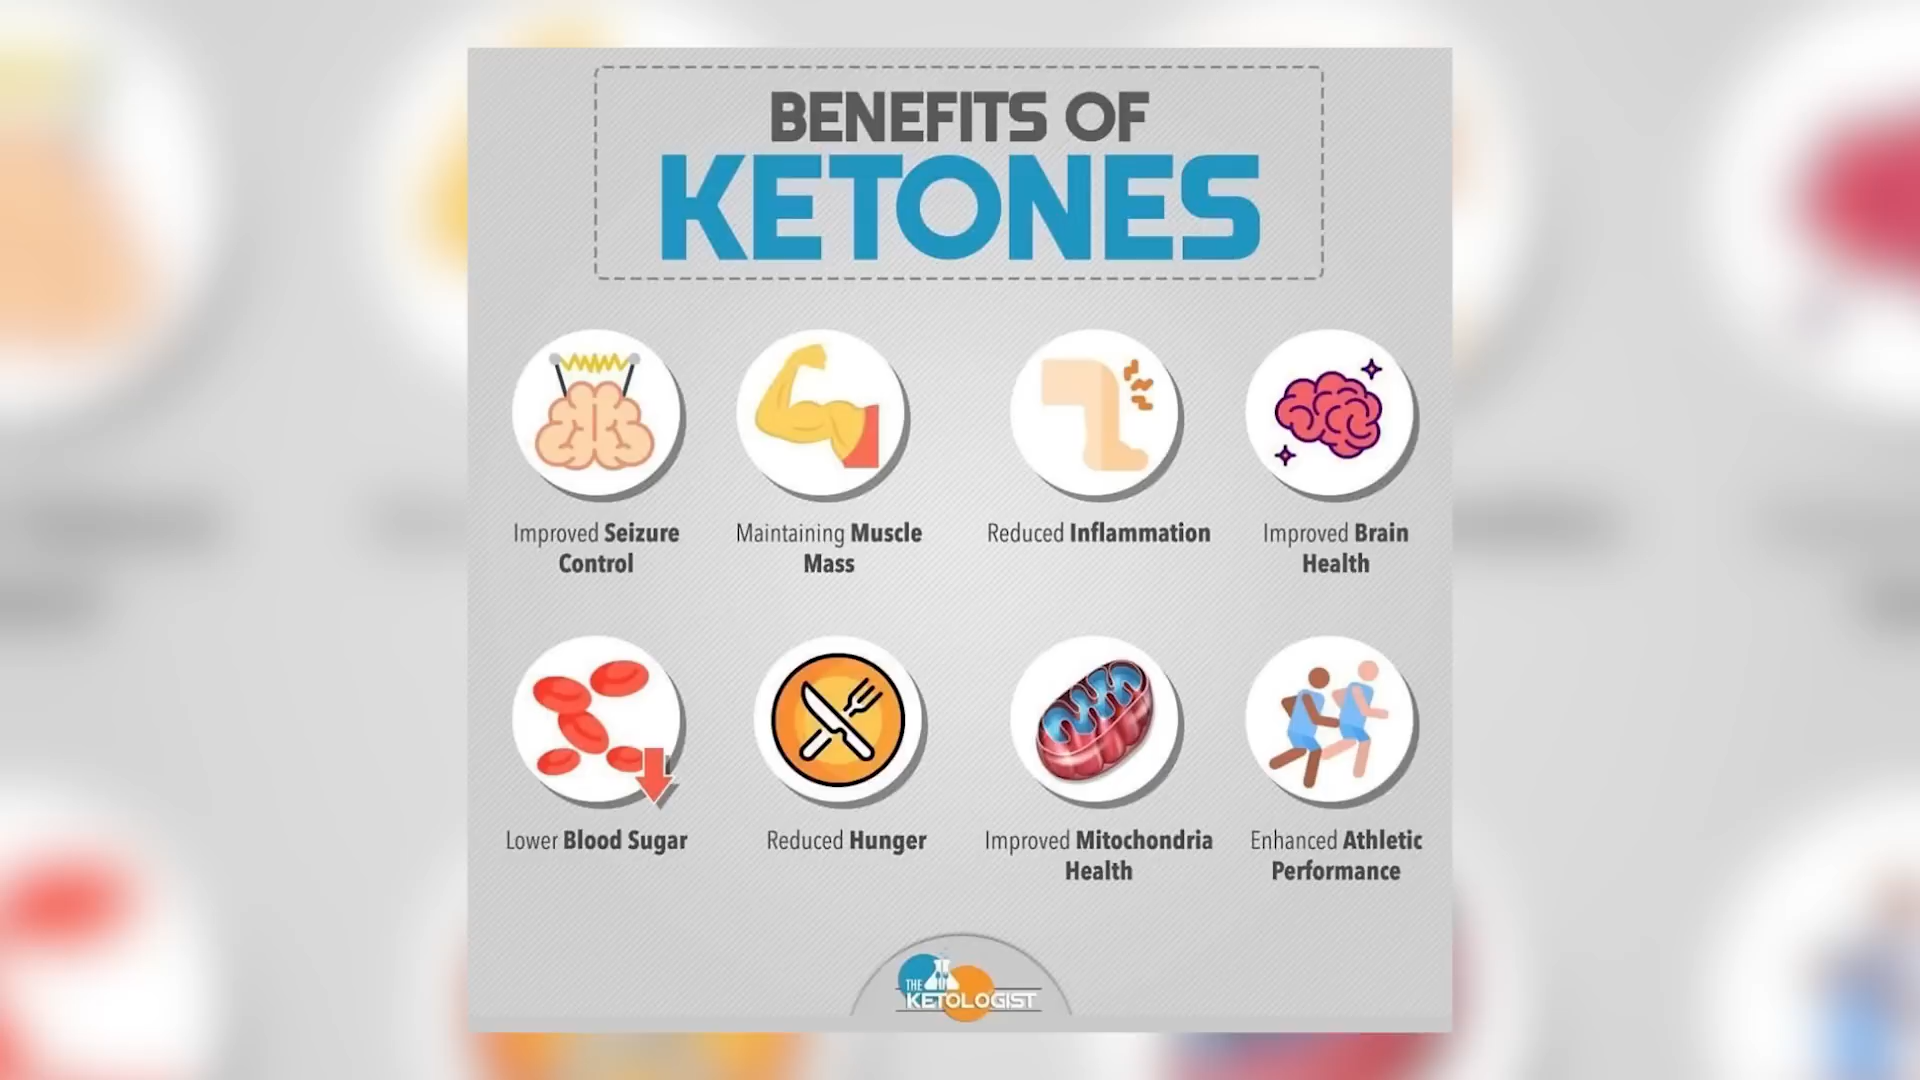 BENEFITS OF
KETONES
Improved Seizure
Control
Maintaining Muscle
Mass
Reduced Inflammation
Improved Brain
Health
Lower Blood Sugar
Reduced Hunger
Improved Mitochondria
Health
Enhanced Athletic
Performance
THE
KETOLOGIST